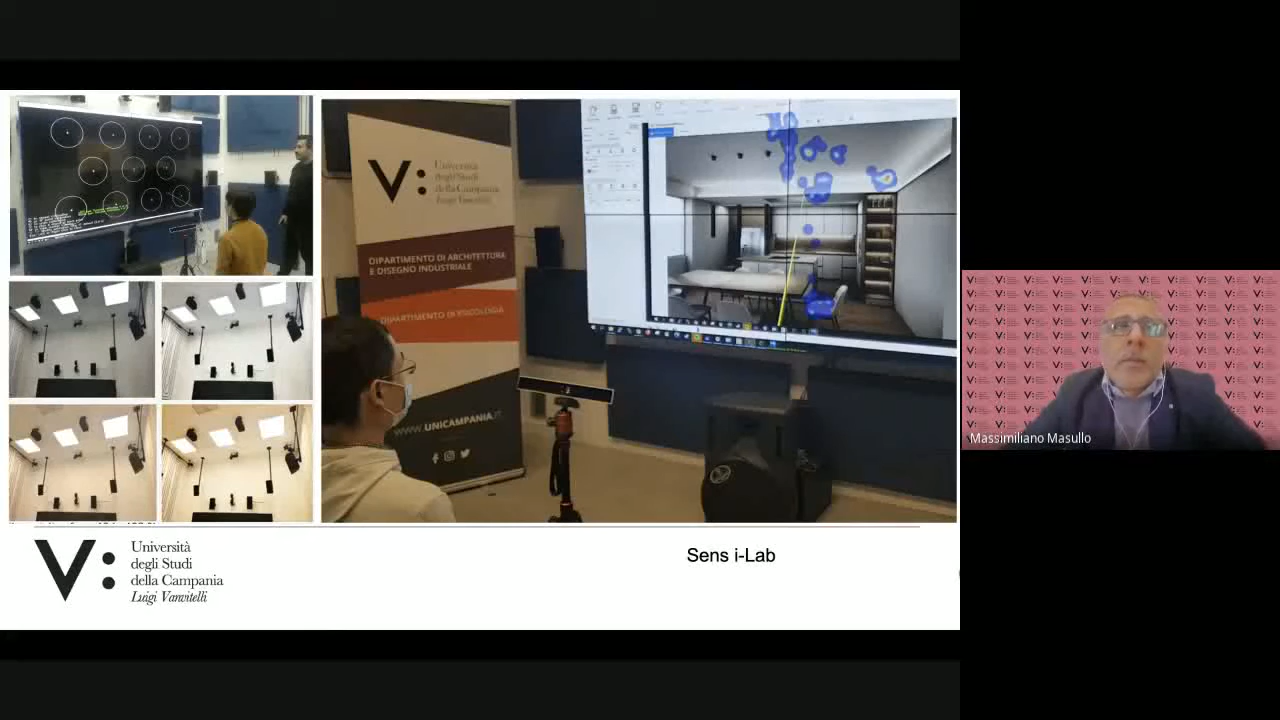 Università
degli Studi
della Campania
Luigi Vanvitelli
DIPARTIMENTO DI ARCHITETTURA
E DISEGNO INDUSTRIALE
DIPARTIMENTO DI PSICOLOGIA
WWW.UNICAMPANIA.IT
Massimiliano Masullo
Università
degli Studi
della Campania
Luigi Vanvitelli
Sens i-Lab